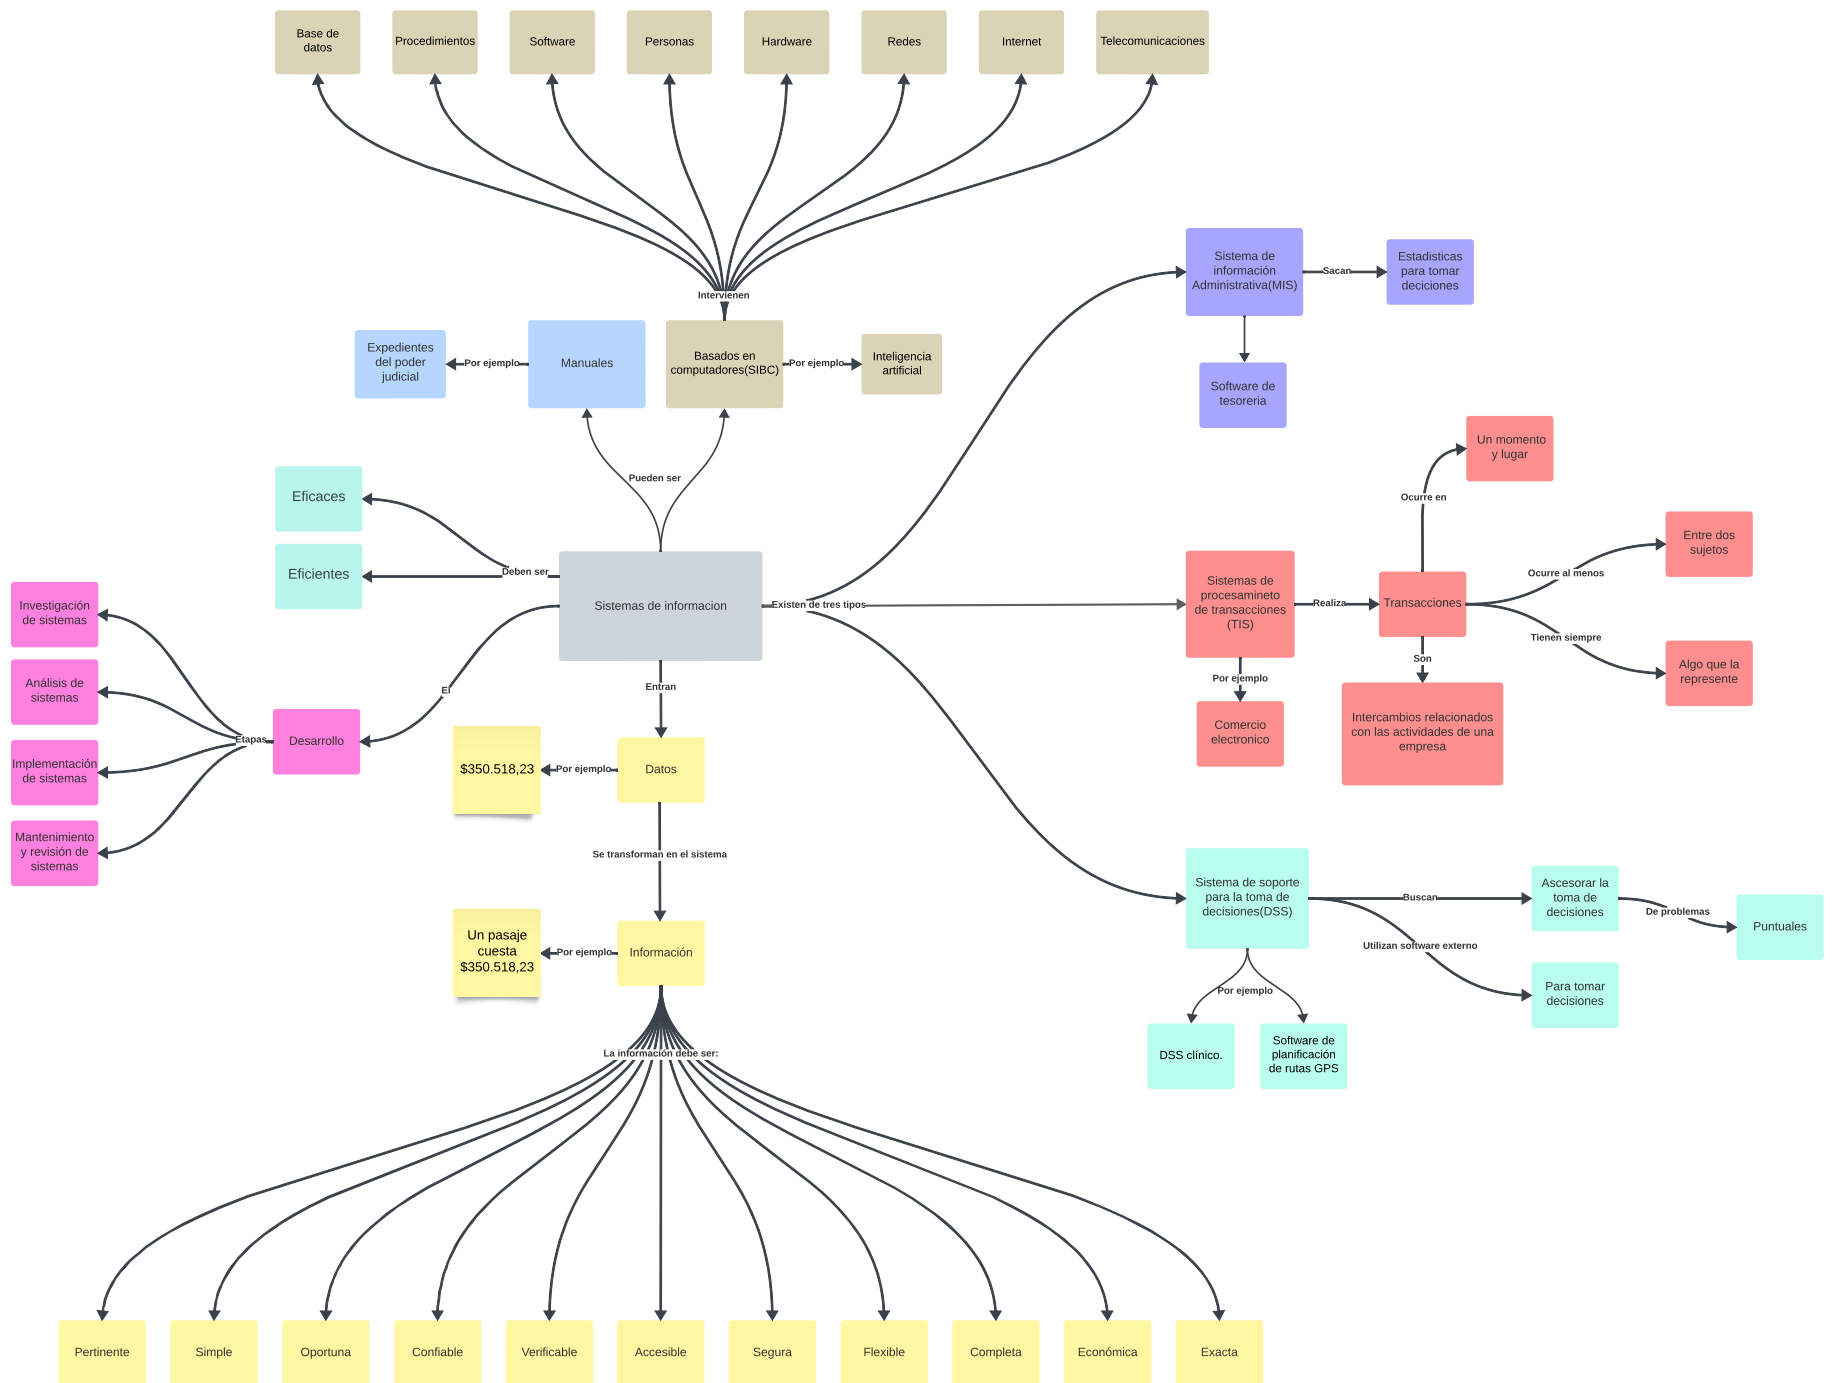 Base de
datos
Procedimientos
Software
Personas
Hardware
Redes
Internet
Telecomunicaciones
Intervienen
Expedientes
del poder
judicial
Por ejemplo
Manuales
Basados en
computadores(SIBC)
Por ejemplo
Inteligencia
artificial
Sistema de
información
Administrativa(MIS)
Sacan
Estadisticas
para tomar
deciciones
Software de
tesoreria
Pueden ser
Eficaces
Eficientes
Deben ser
Sistemas de informacion
Existen de tres tipos
Sistemas de
procesamineto
de transacciones
(TIS)
Realiza
Transacciones
Ocurre en
Un momento
y lugar
Ocurre al menos
Entre dos
sujetos
Tienen siempre
Algo que la
represente
Son
Intercambios relacionados
con las actividades de una
empresa
Por ejemplo
Comercio
electronico
Investigación
de sistemas
Análisis de
sistemas
Implementación
de sistemas
Mantenimiento
y revisión de
sistemas
Etapas
Desarrollo
El
Entran
$350.518,23
Por ejemplo
Datos
Se transforman en el sistema
Un pasaje
cuesta
$350.518,23
Por ejemplo
Información
Sistema de soporte
para la toma de
decisiones(DSS)
Buscan
Ascesorar la
toma de
decisiones
De problemas
Puntuales
Utilizan software externo
Para tomar
decisiones
Por ejemplo
DSS clínico.
Software de
planificación
de rutas GPS
La información debe ser:
Pertinente
Simple
Oportuna
Confiable
Verificable
Accesible
Segura
Flexible
Completa
Económica
Exacta